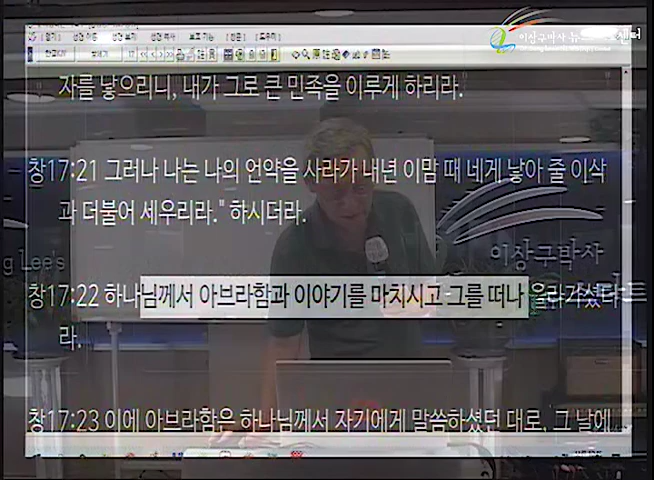 이상구박사
자를 낳으리니, 내가 그로 큰 민족을 이루게 하리라.
창17:21 그러나 나는 나의 언약을 사라가 내년 이맘 때 네게 낳아 줄 이삭
과 더불어 세우리라." 하시더라.
g Lee's
이상구박사
창17:22 하나님께서 아브라함과 이야기를 마치시고 그를 떠나 올라가셨더
라.
창17:23 이에 아브라함은 하나님께서 자기에게 말씀하셨던 대로, 그 날에